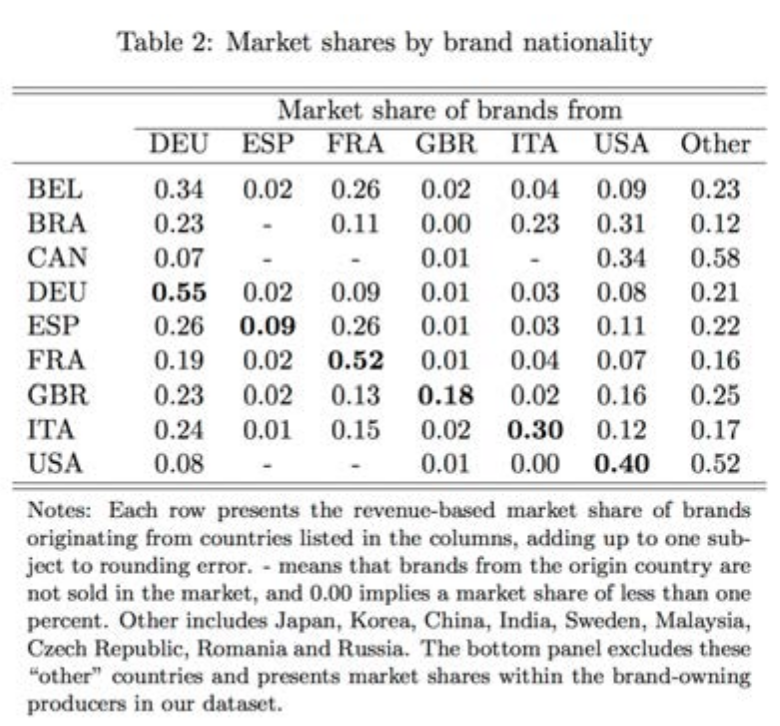 Table 2: Market shares by brand nationality
Market share of brands from
DEU ESP FRA GBR ITA USA Other
BEL 0.34 0.02 0.26 0.02 0.04 0.09 0.23
BRA 0.23 - 0.11 0.00 0.23 0.31 0.12
CAN 0.07 - - 0.01 - 0.34 0.58
DEU 0.55 0.02 0.09 0.01 0.03 0.08 0.21
ESP 0.26 0.09 0.26 0.01 0.03 0.11 0.22
FRA 0.19 0.02 0.52 0.01 0.04 0.07 0.16
GBR 0.23 0.02 0.13 0.18 0.02 0.16 0.25
ITA 0.24 0.01 0.15 0.02 0.30 0.12 0.17
USA 0.08 - - 0.01 0.00 0.40 0.52
Notes: Each row presents the revenue-based market share of brands
originating from countries listed in the columns, adding up to one sub-
ject to rounding error. - means that brands from the origin country are
not sold in the market, and 0.00 implies a market share of less than one
percent. Other includes Japan, Korea, China, India, Sweden, Malaysia,
Czech Republic, Romania and Russia. The bottom panel excludes these
“other” countries and presents market shares within the brand-owning
producers in our dataset.